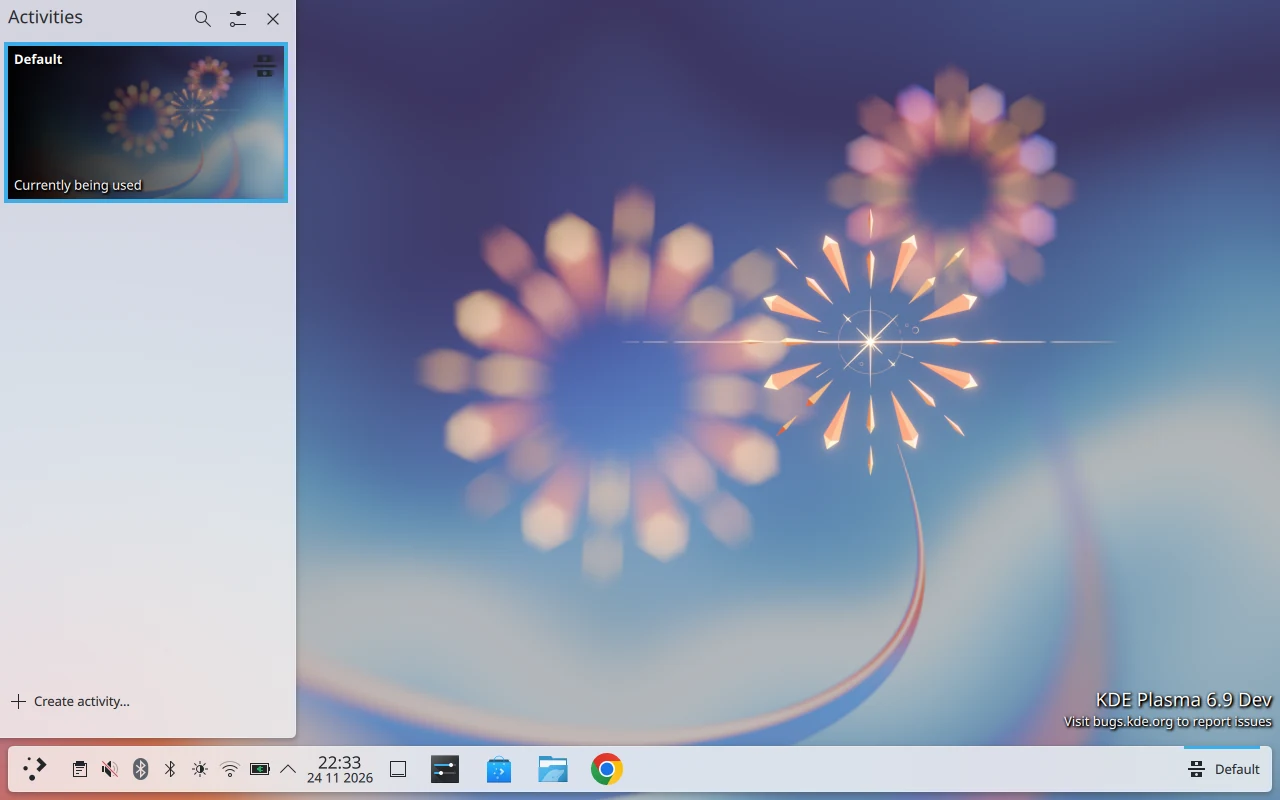 Activities
Default
Currently being used
Create activity...
KDE Plasma 6.9 Dev
Visit bugs.kde.org to report issues
22:33
24 11 2026
Default